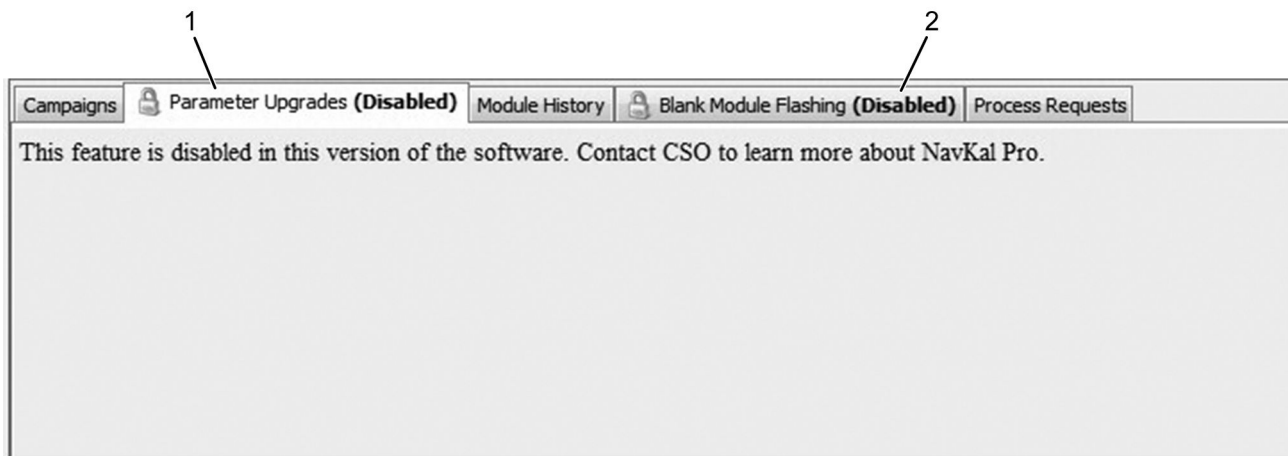 1 2
Campaigns Parameter Upgrades (Disabled) Module History Blank Module Flashing (Disabled) Process Requests
This feature is disabled in this version of the software. Contact CSO to learn more about NavKal Pro.